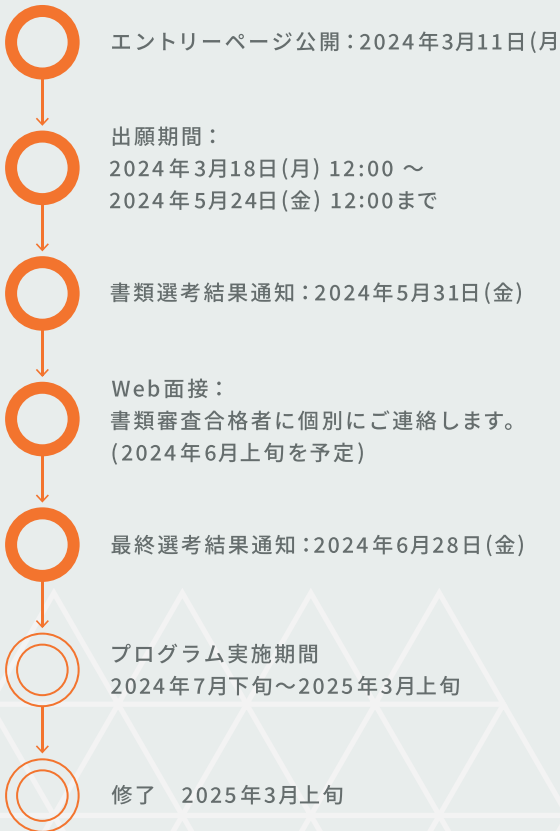 エントリーページ公開：2024年3月11日(月
出願期間：
2024年3月18日(月) 12:00 ～
2024年5月24日(金) 12:00まで
書類選考結果通知：2024年5月31日(金)
Web面接：
書類審査合格者に個別にご連絡します。
(2024年6月上旬を予定)
最終選考結果通知：2024年6月28日(金)
プログラム実施期間
2024年7月下旬～2025年3月上旬
修了　2025年3月上旬